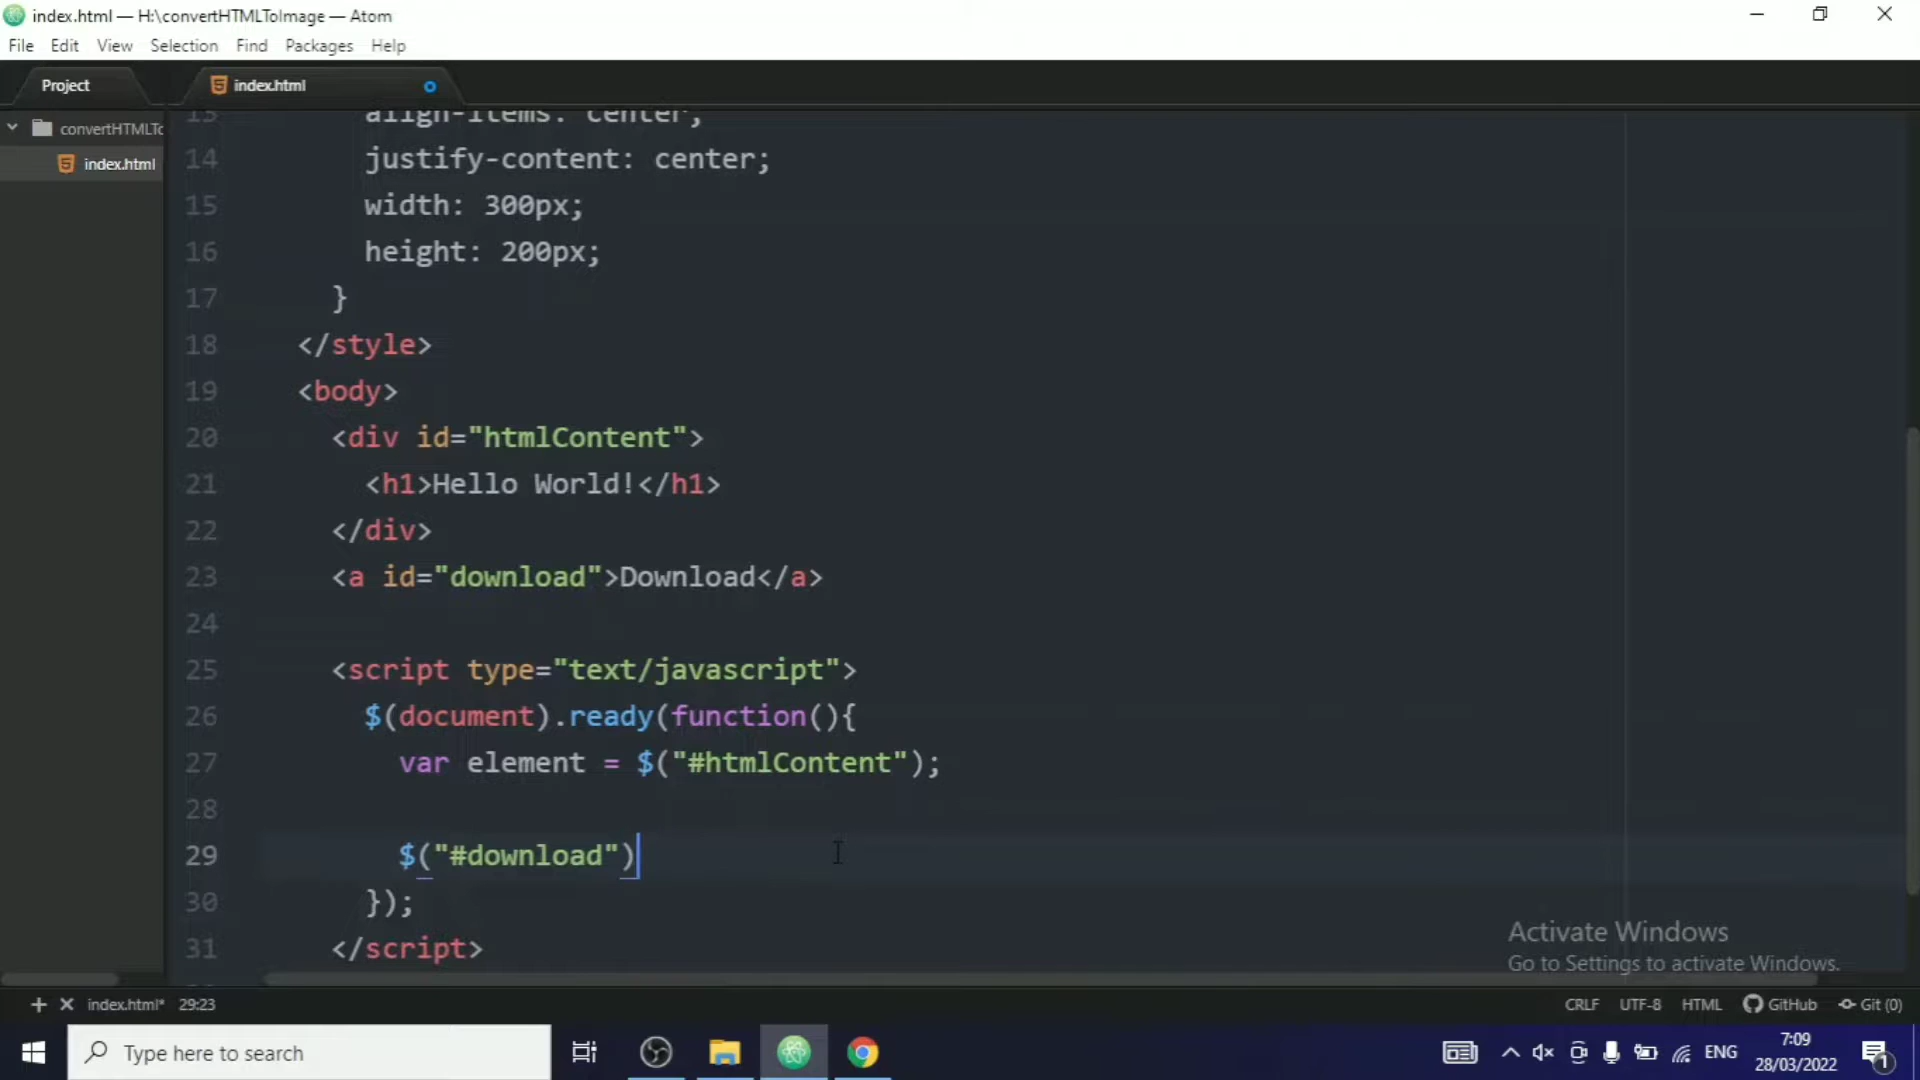 index.html — H:\convertHTMLToImage — Atom
File Edit View Selection Find Packages Help
Project
index.html
convertHTMLTo
index.html
13 align-items: center;
14 justify-content: center;
15 width: 300px;
16 height: 200px;
17 }
18 </style>
19 <body>
20 <div id="htmlContent">
21 <h1>Hello World!</h1>
22 </div>
23 <a id="download">Download</a>
24
25 <script type="text/javascript">
26 $(document).ready(function(){
27 var element = $("#htmlContent");
28
29 $("#download")
30 });
31 </script>
Activate Windows
Go to Settings to activate Windows.
index.html* 29:23
CRLF UTF-8 HTML GitHub Git (0)
Type here to search
ENG
7:09
28/03/2022
1